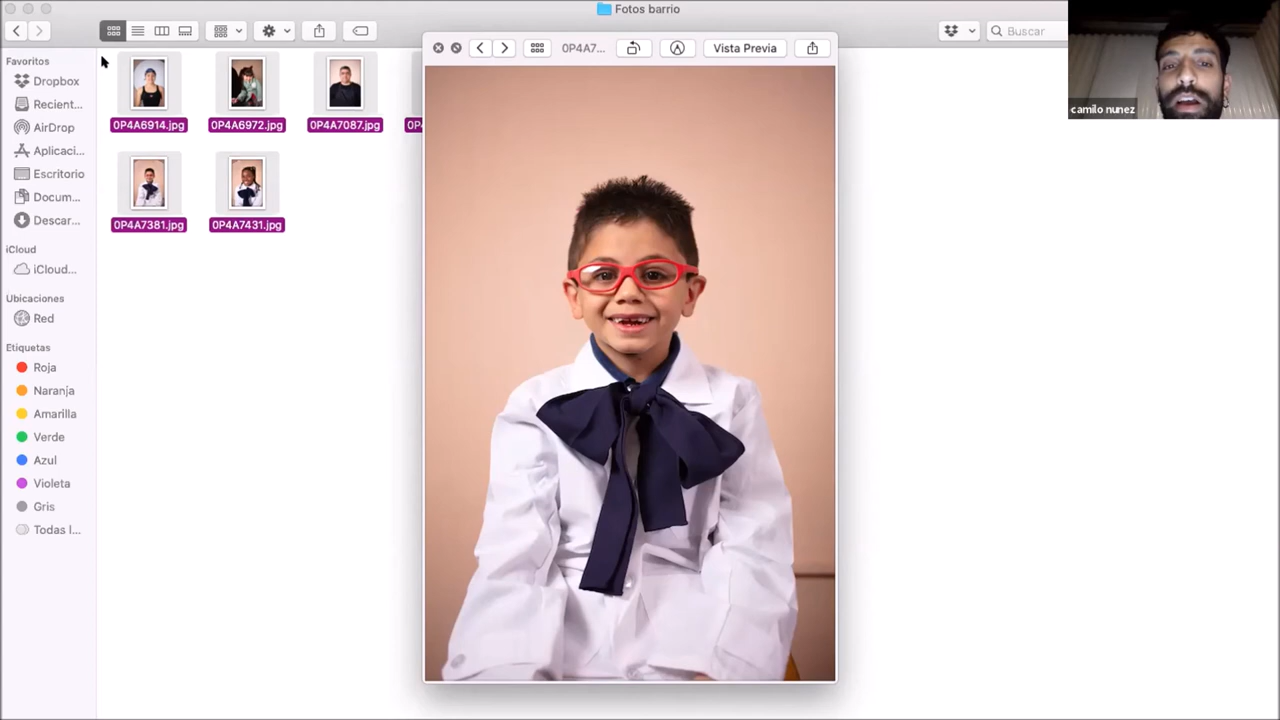 Fotos barrio
Buscar
0P4A7...
Vista Previa
camilo nunez
Favoritos
Dropbox
Recient...
AirDrop
Aplicaci...
Escritorio
Docum...
Descar...
iCloud
iCloud...
Ubicaciones
Red
Etiquetas
Roja
Naranja
Amarilla
Verde
Azul
Violeta
Gris
Todas l...
0P4A6914.jpg
0P4A6972.jpg
0P4A7087.jpg
0P4A7381.jpg
0P4A7431.jpg